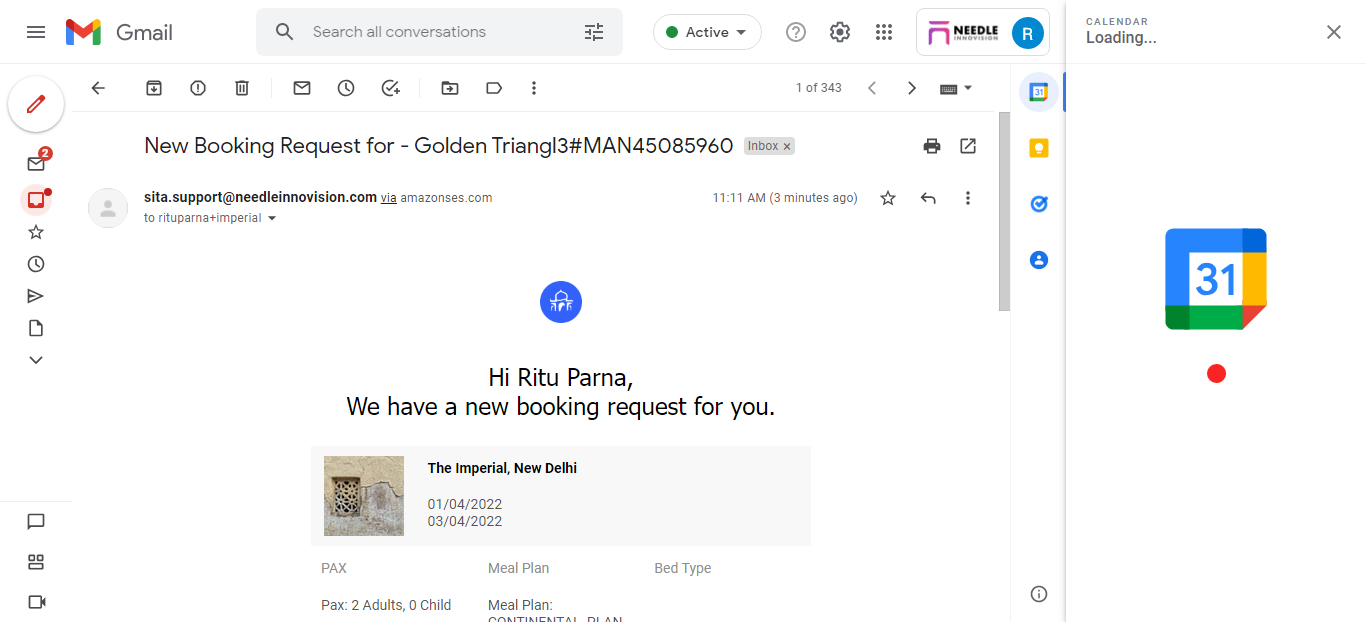 Gmail
Search all conversations
Active
NEEDLE
INNOVISION
R
CALENDAR
Loading...
1 of 343
31
2
New Booking Request for - Golden Triangl3#MAN45085960
Inbox ×
sita.support@needleinnovision.com via amazonses.com
11:11 AM (3 minutes ago)
to rituparna+imperial
31
Hi Ritu Parna,
We have a new booking request for you.
The Imperial, New Delhi
01/04/2022
03/04/2022
PAX
Meal Plan
Bed Type
Pax: 2 Adults, 0 Child
Meal Plan:
CONTINENTAL_PLAN